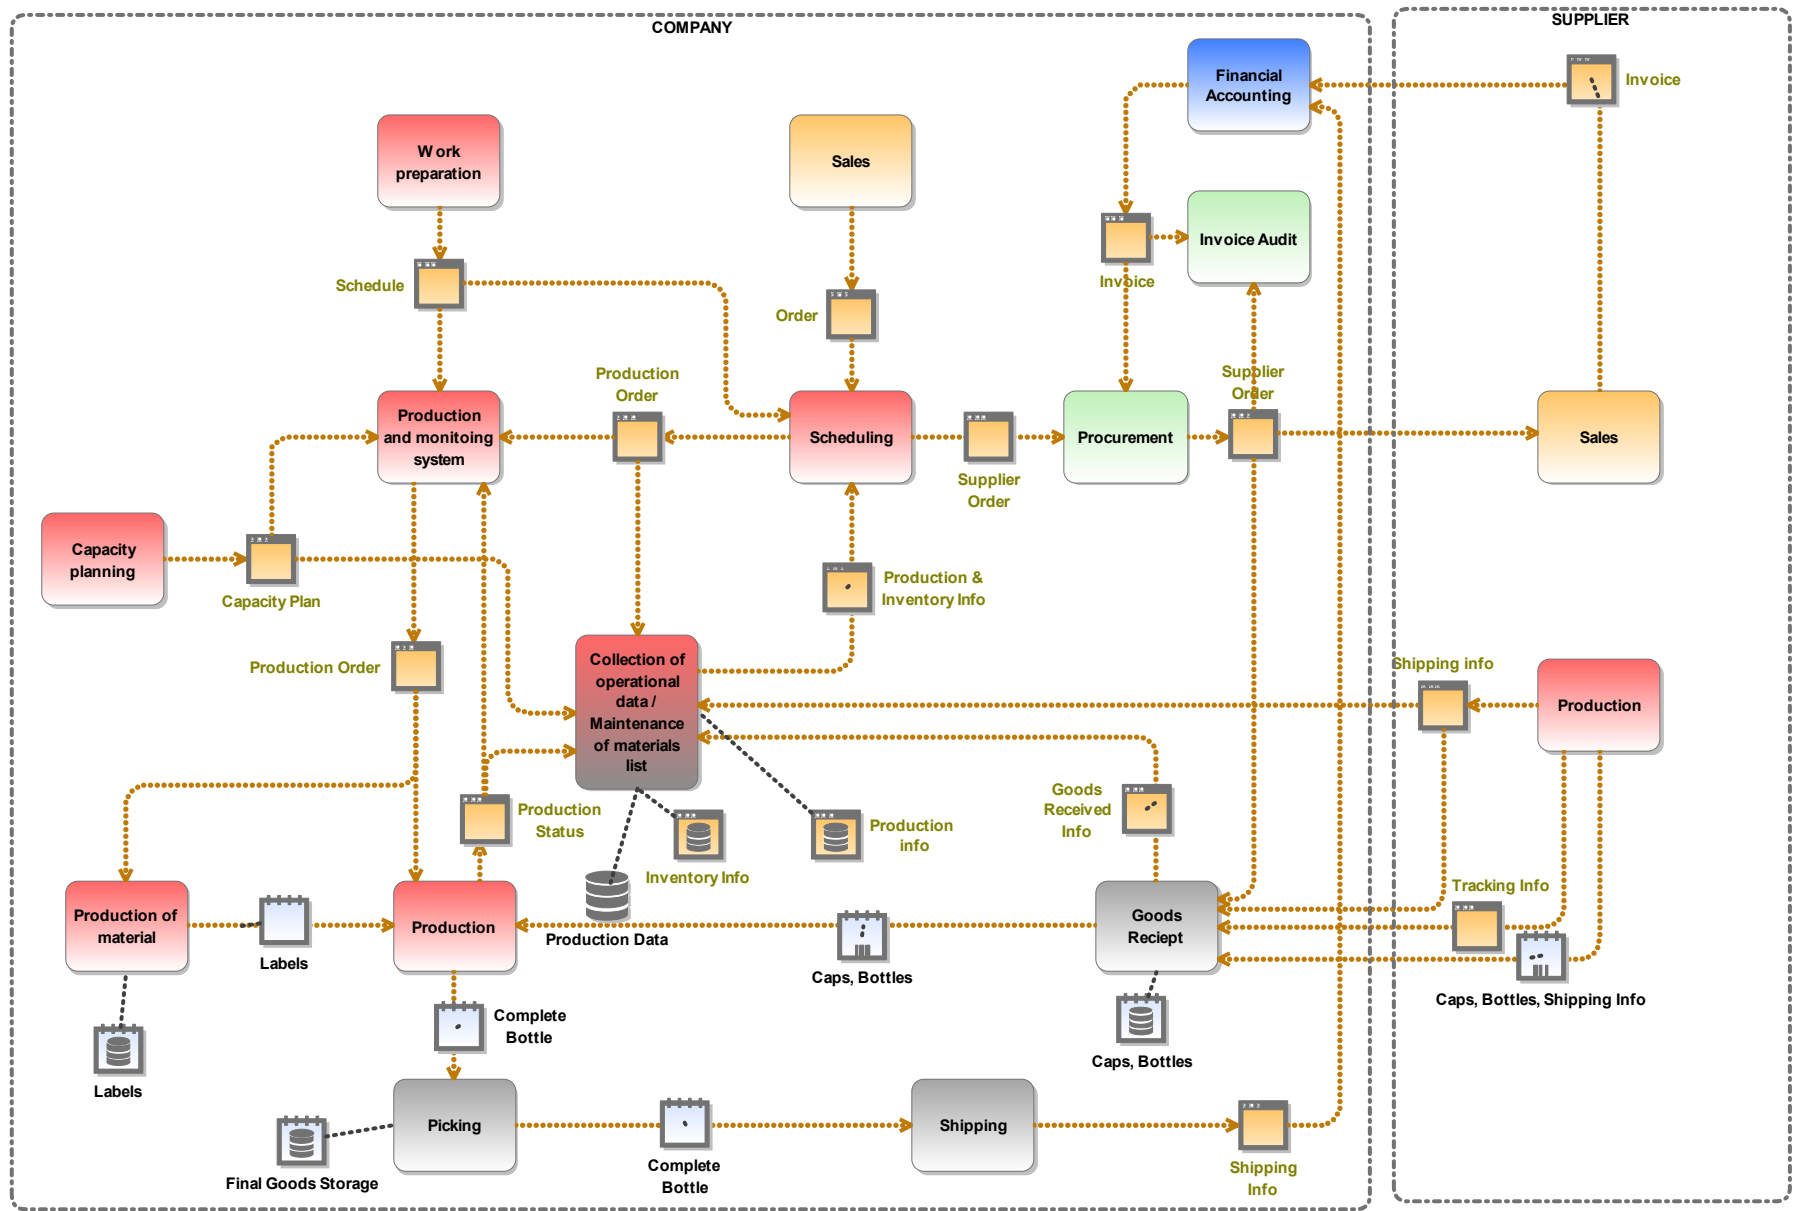 COMPANY
SUPPLIER
Financial
Accounting
Invoice
Work
preparation
Sales
Invoice Audit
Invoice
Schedule
Order
Production
Order
Supplier
Order
Production
and monitoing
system
Scheduling
Procurement
Sales
Supplier
Order
Capacity
planning
Capacity Plan
Production &
Inventory Info
Production Order
Collection of
operational
data /
Maintenance
of materials
list
Shipping info
Production
Production
Status
Goods
Received
Info
Production
info
Inventory Info
Tracking Info
Production of
material
Labels
Production
Production Data
Caps, Bottles
Goods
Reciept
Caps, Bottles, Shipping Info
Complete
Bottle
Caps, Bottles
Labels
Picking
Shipping
Final Goods Storage
Complete
Bottle
Shipping
Info